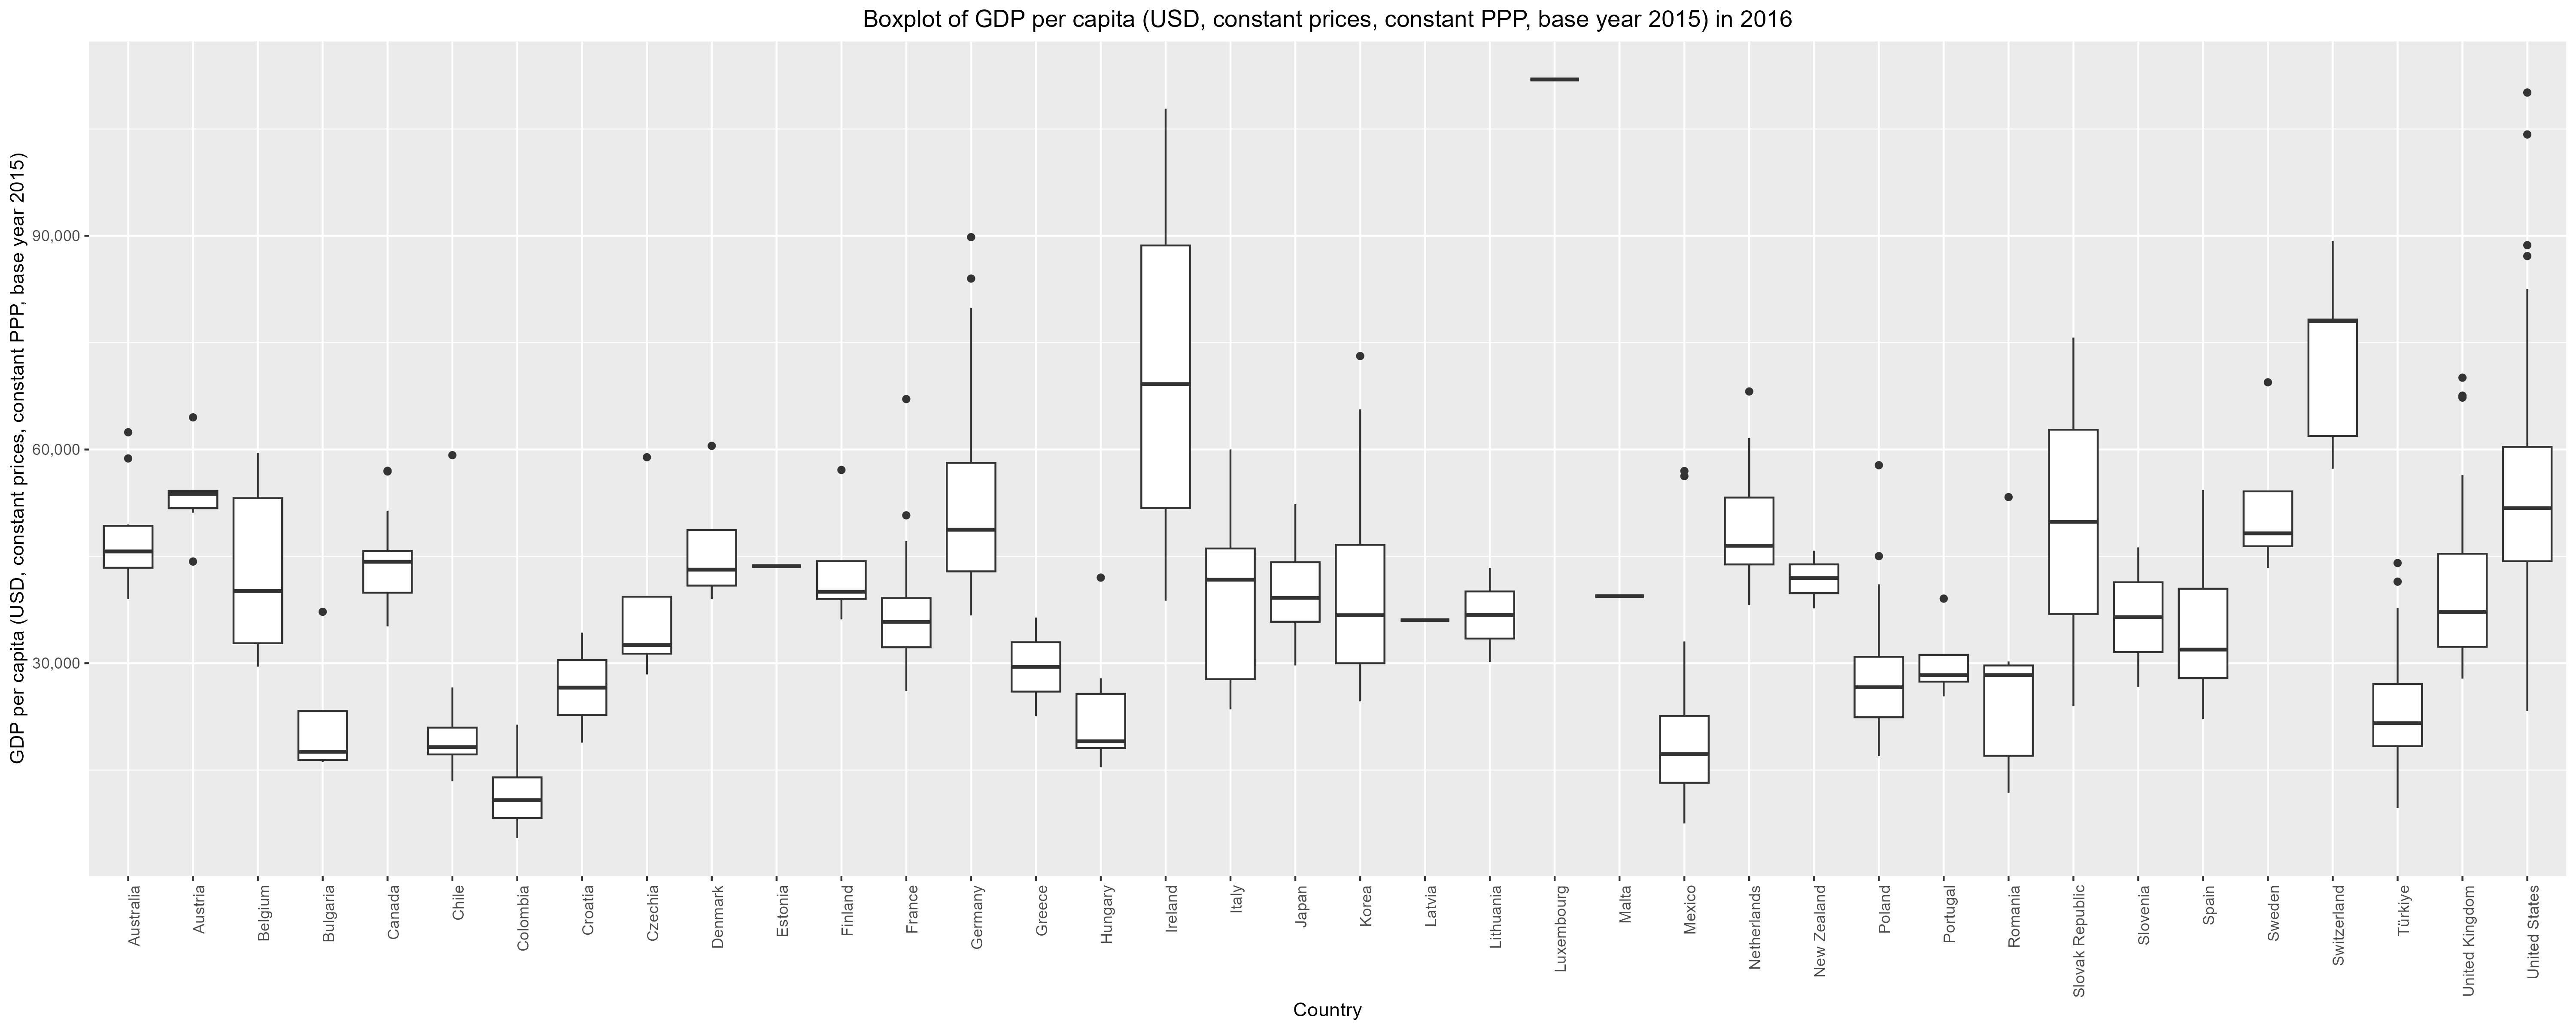 Boxplot of GDP per capita (USD, constant prices, constant PPP, base year 2015) in 2016
GDP per capita (USD, constant prices, constant PPP, base year 2015)
90,000
60,000
30,000
Australia
Austria
Belgium
Bulgaria
Canada
Chile
Colombia
Croatia
Czechia
Denmark
Estonia
Finland
France
Germany
Greece
Hungary
Ireland
Italy
Japan
Korea
Latvia
Lithuania
Luxembourg
Malta
Mexico
Netherlands
New Zealand
Poland
Portugal
Romania
Slovak Republic
Slovenia
Spain
Sweden
Switzerland
Türkiye
United Kingdom
United States
Country